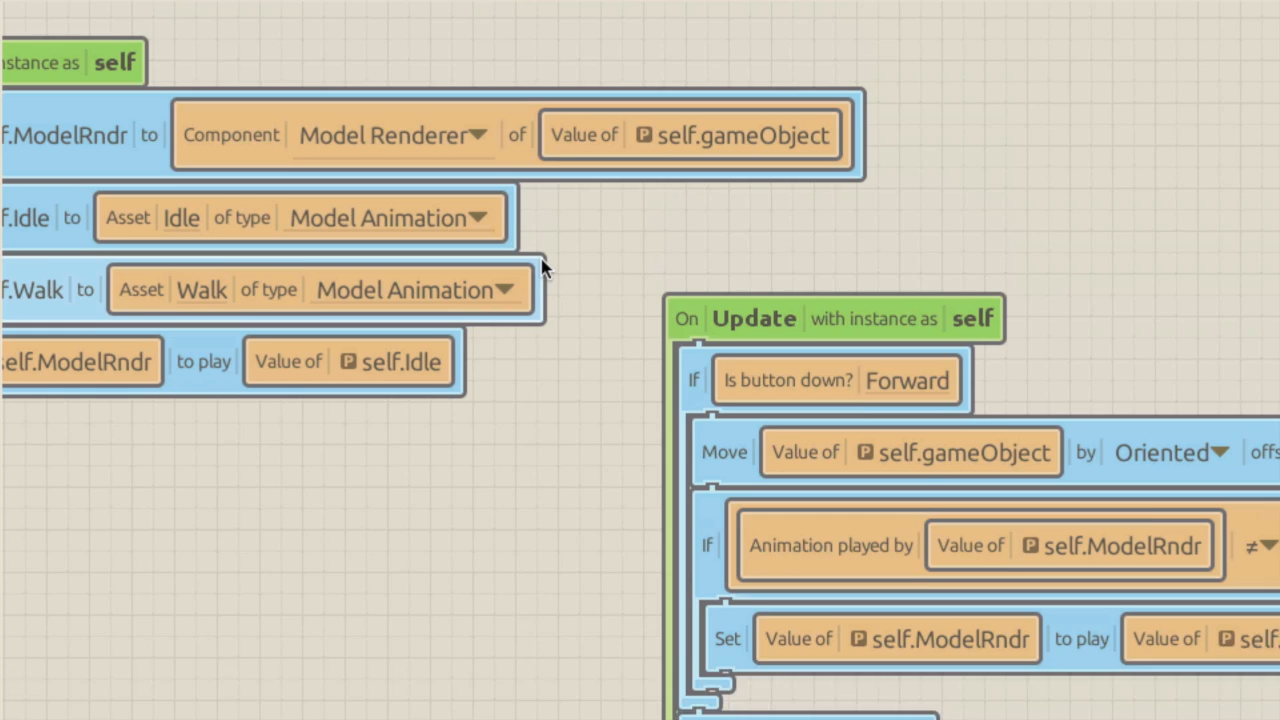 nstance as self
f.ModelRndr to Component Model Renderer of Value of P self.gameObject
f.Idle to Asset Idle of type Model Animation
f.Walk to Asset Walk of type Model Animation
self.ModelRndr to play Value of P self.Idle
On Update with instance as self
If Is button down? Forward
Move Value of P self.gameObject by Oriented offs
If Animation played by Value of P self.ModelRndr ≠
Set Value of P self.ModelRndr to play Value of P self.